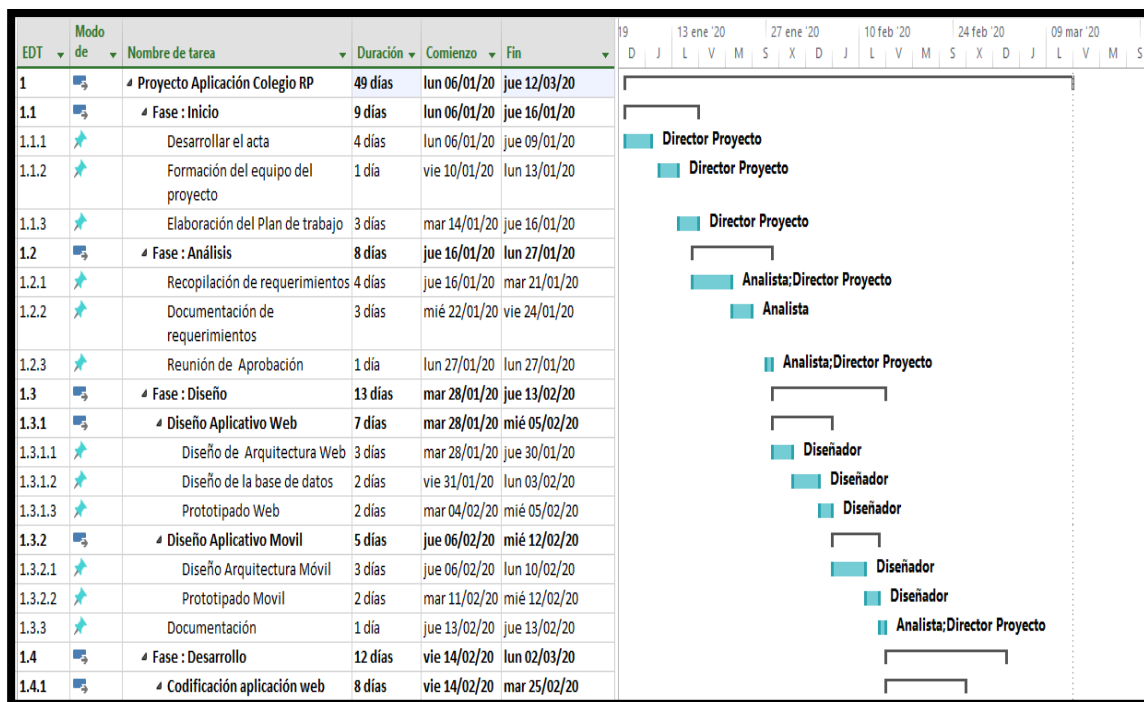 Modo
EDT de Nombre de tarea Duración Comienzo Fin
19 13 ene '20 27 ene '20 10 feb '20 24 feb '20 09 mar '20
D J L V M S X D J L V M S X D J L V M S
1 Proyecto Aplicación Colegio RP 49 días lun 06/01/20 jue 12/03/20
1.1 Fase : Inicio 9 días lun 06/01/20 jue 16/01/20
1.1.1 Desarrollar el acta 4 días lun 06/01/20 jue 09/01/20 Director Proyecto
1.1.2 Formación del equipo del 1 día vie 10/01/20 lun 13/01/20 Director Proyecto
proyecto
1.1.3 Elaboración del Plan de trabajo 3 días mar 14/01/20 jue 16/01/20 Director Proyecto
1.2 Fase : Análisis 8 días jue 16/01/20 lun 27/01/20
1.2.1 Recopilación de requerimientos 4 días jue 16/01/20 mar 21/01/20 Analista;Director Proyecto
1.2.2 Documentación de 3 días mié 22/01/20 vie 24/01/20 Analista
requerimientos
1.2.3 Reunión de Aprobación 1 día lun 27/01/20 lun 27/01/20 Analista;Director Proyecto
1.3 Fase : Diseño 13 días mar 28/01/20 jue 13/02/20
1.3.1 Diseño Aplicativo Web 7 días mar 28/01/20 mié 05/02/20
1.3.1.1 Diseño de Arquitectura Web 3 días mar 28/01/20 jue 30/01/20 Diseñador
1.3.1.2 Diseño de la base de datos 2 días vie 31/01/20 lun 03/02/20 Diseñador
1.3.1.3 Prototipado Web 2 días mar 04/02/20 mié 05/02/20 Diseñador
1.3.2 Diseño Aplicativo Movil 5 días jue 06/02/20 mié 12/02/20
1.3.2.1 Diseño Arquitectura Móvil 3 días jue 06/02/20 lun 10/02/20 Diseñador
1.3.2.2 Prototipado Movil 2 días mar 11/02/20 mié 12/02/20 Diseñador
1.3.3 Documentación 1 día jue 13/02/20 jue 13/02/20 Analista;Director Proyecto
1.4 Fase : Desarrollo 12 días vie 14/02/20 lun 02/03/20
1.4.1 Codificación aplicación web 8 días vie 14/02/20 mar 25/02/20